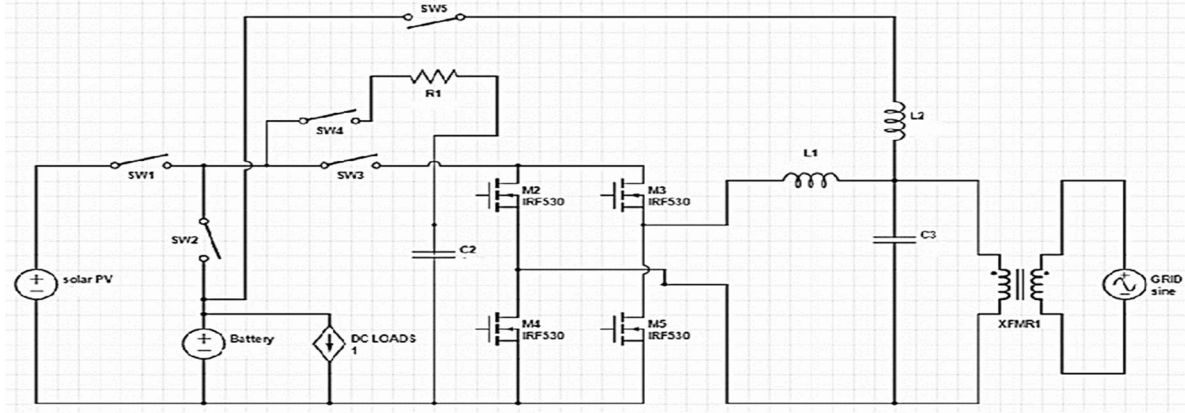 SW5
R1
SW4
L2
SW1
SW3
L1
M2
IRF530
M3
IRF530
SW2
C2
C3
solar PV
GRID
sine
XFMR1
Battery
DC LOADS
1
M4
IRF530
M5
IRF530